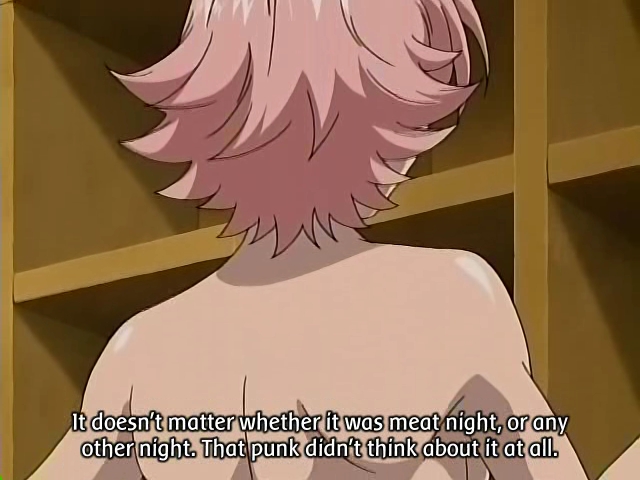 It doesn't matter whether it was meat night, or any
other night. That punk didn't think about it at all.